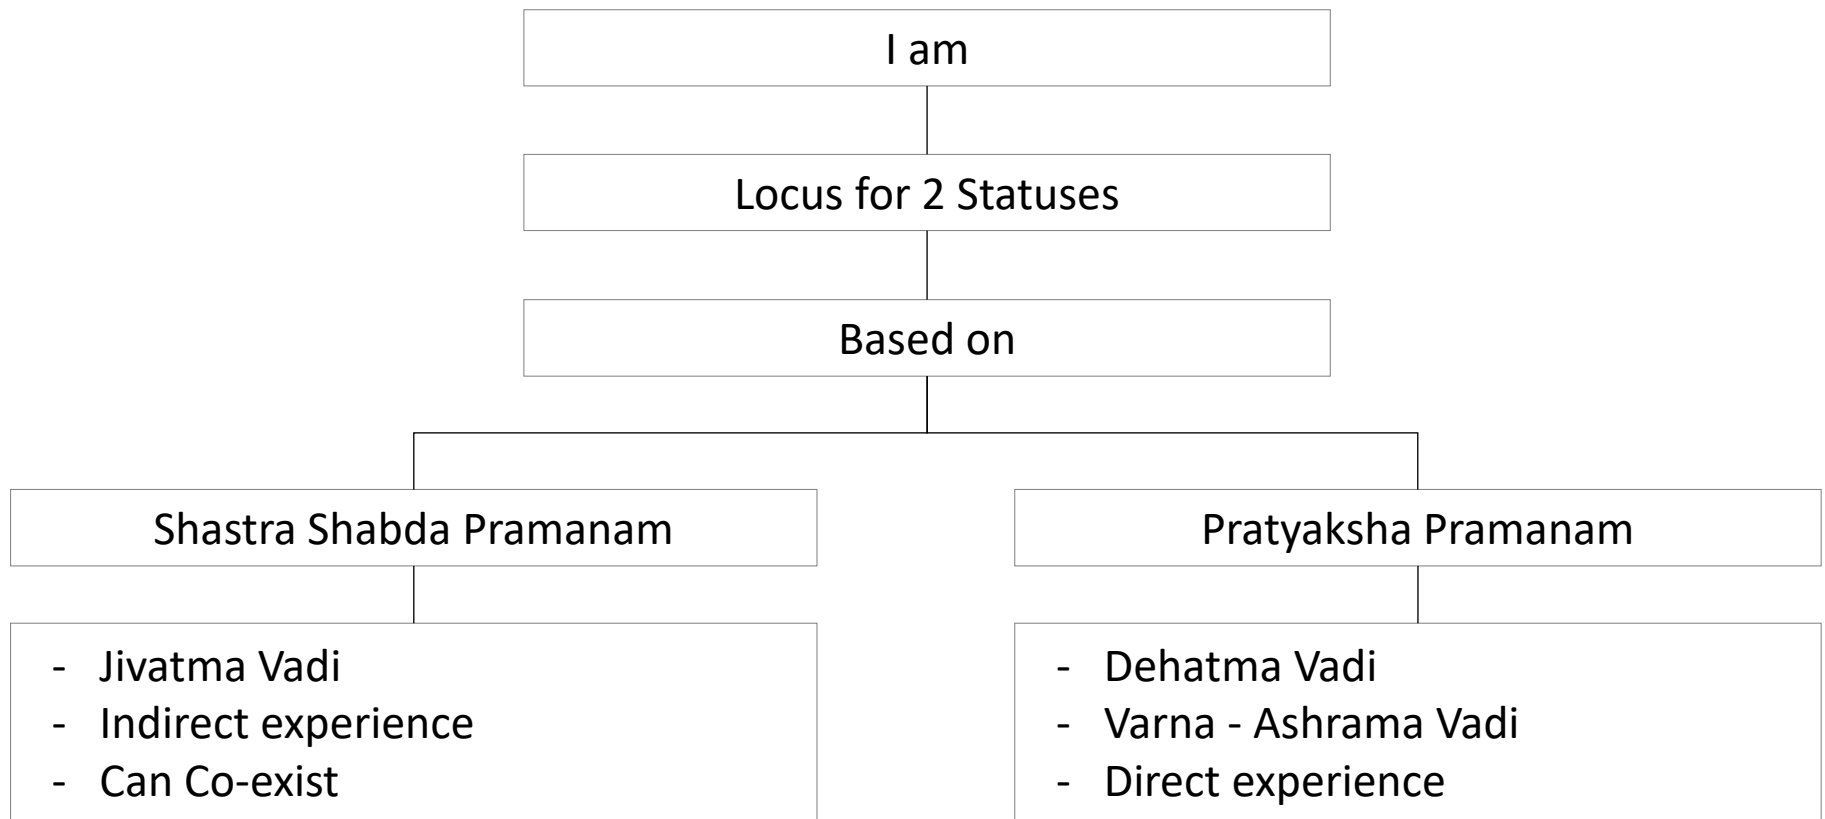 I am
Locus for 2 Statuses
Based on
Shastra Shabda Pramanam
Pratyaksha Pramanam
- Jivatma Vadi
- Indirect experience
- Can Co-exist
- Dehatma Vadi
- Varna - Ashrama Vadi
- Direct experience